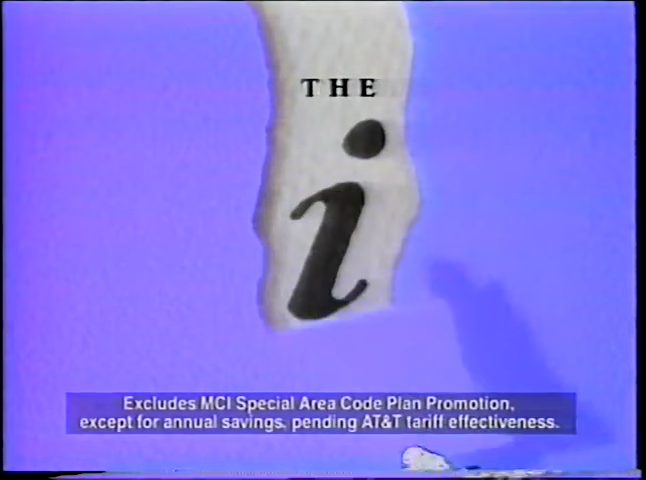 THE
i
Excludes MCI Special Area Code Plan Promotion,
except for annual savings, pending AT&T tariff effectiveness.